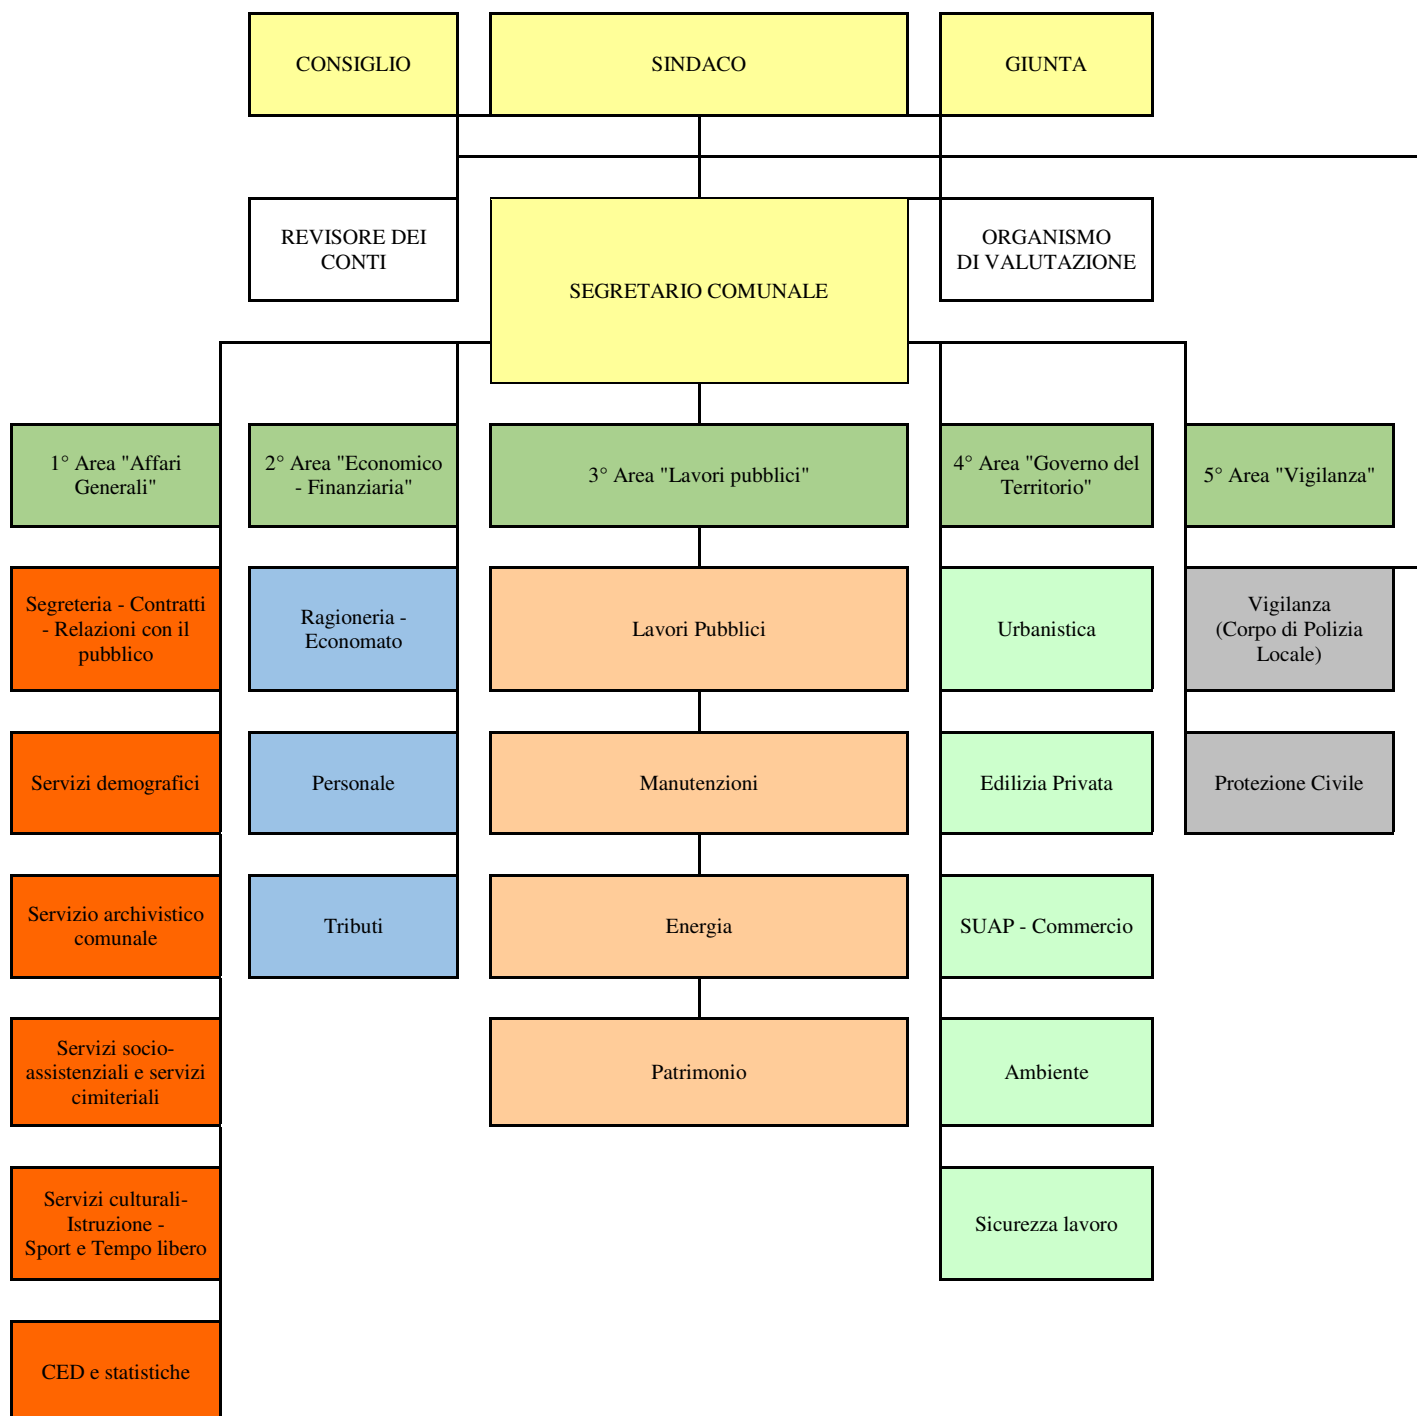 CONSIGLIO
SINDACO
GIUNTA
REVISORE DEI
CONTI
SEGRETARIO COMUNALE
ORGANISMO
DI VALUTAZIONE
1° Area "Affari
Generali"
2° Area "Economico
- Finanziaria"
3° Area "Lavori pubblici"
4° Area "Governo del
Territorio"
5° Area "Vigilanza"
Segreteria - Contratti
- Relazioni con il
pubblico
Ragioneria -
Economato
Lavori Pubblici
Urbanistica
Vigilanza
(Corpo di Polizia
Locale)
Servizi demografici
Personale
Manutenzioni
Edilizia Privata
Protezione Civile
Servizio archivistico
comunale
Tributi
Energia
SUAP - Commercio
Servizi socio-
assistenziali e servizi
cimiteriali
Patrimonio
Ambiente
Servizi culturali-
Istruzione -
Sport e Tempo libero
Sicurezza lavoro
CED e statistiche